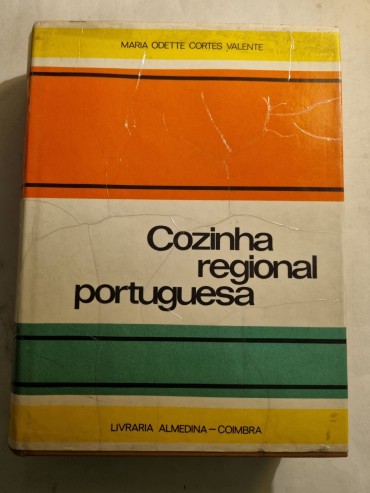 MARIA ODETTE CORTES VALENTE
Cozinha
regional
portuguesa
LIVRARIA ALMEDINA – COIMBRA